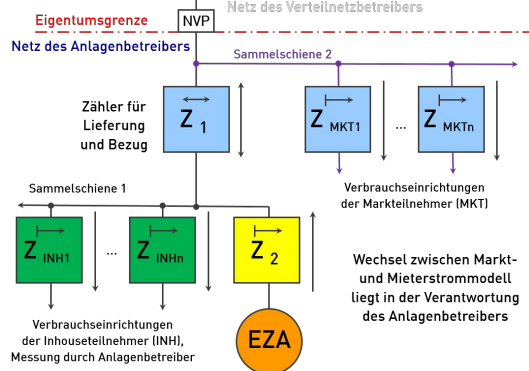 Netz des Verteilnetzbetreibers
Eigentumsgrenze
NVP
Netz des Anlagenbetreibers
Sammelschiene 2
Zähler für
Lieferung
und Bezug
Z 1
Z MKT1
...
Z MKTn
Sammelschiene 1
Verbrauchseinrichtungen
der Markteilnehmer (MKT)
Z INH1
...
Z INHn
Z 2
Wechsel zwischen Markt-
und Mieterstrommodell
liegt in der Verantwortung
des Anlagenbetreibers
Verbrauchseinrichtungen
der Inhouseteilnehmer (INH),
Messung durch Anlagenbetreiber
EZA